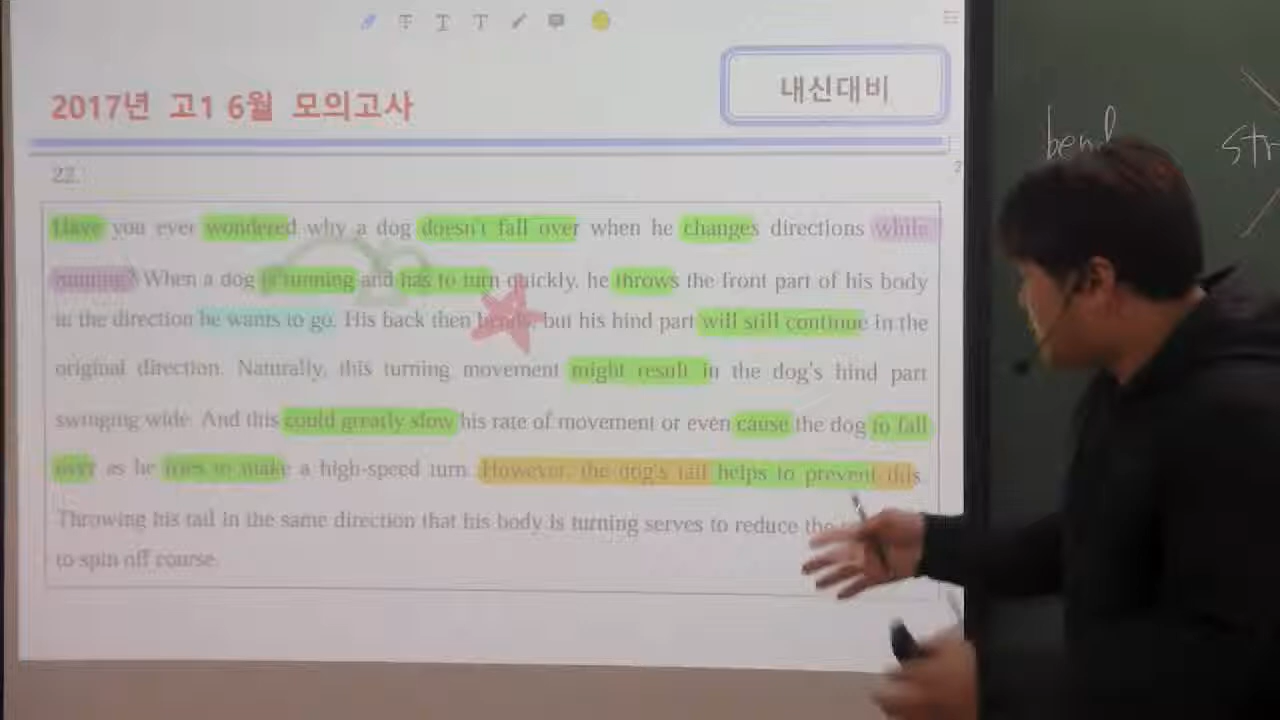 2017년 고1 6월 모의고사
내신대비
bend
str
2
22.
Have you ever wondered why a dog doesn't fall over when he changes directions while
running? When a dog is running and has to turn quickly, he throws the front part of his body
in the direction he wants to go. His back then bends, but his hind part will still continue in the
original direction. Naturally, this turning movement might result in the dog's hind part
swinging wide. And this could greatly slow his rate of movement or even cause the dog to fall
over as he tries to make a high-speed turn. However, the dog's tail helps to prevent this.
Throwing his tail in the same direction that his body is turning serves to reduce the
to spin off course.